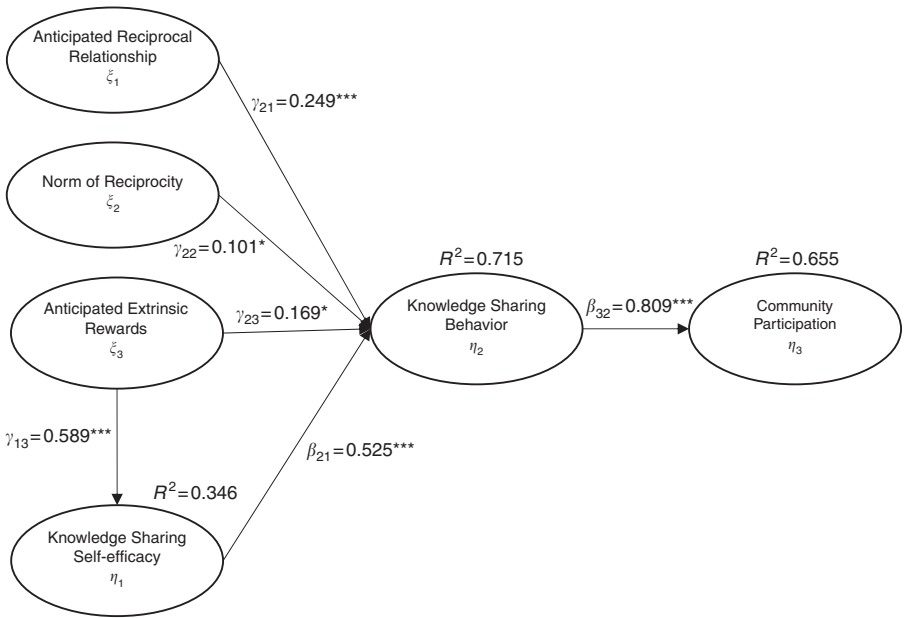 Anticipated Reciprocal
Relationship
ξ₁
γ₂₁=0.249***
Norm of Reciprocity
ξ₂
γ₂₂=0.101*
R²=0.715
R²=0.655
Anticipated Extrinsic
Rewards
ξ₃
γ₂₃=0.169*
Knowledge Sharing
Behavior
η₂
β₃₂=0.809***
Community
Participation
η₃
γ₁₃=0.589***
β₂₁=0.525***
R²=0.346
Knowledge Sharing
Self-efficacy
η₁